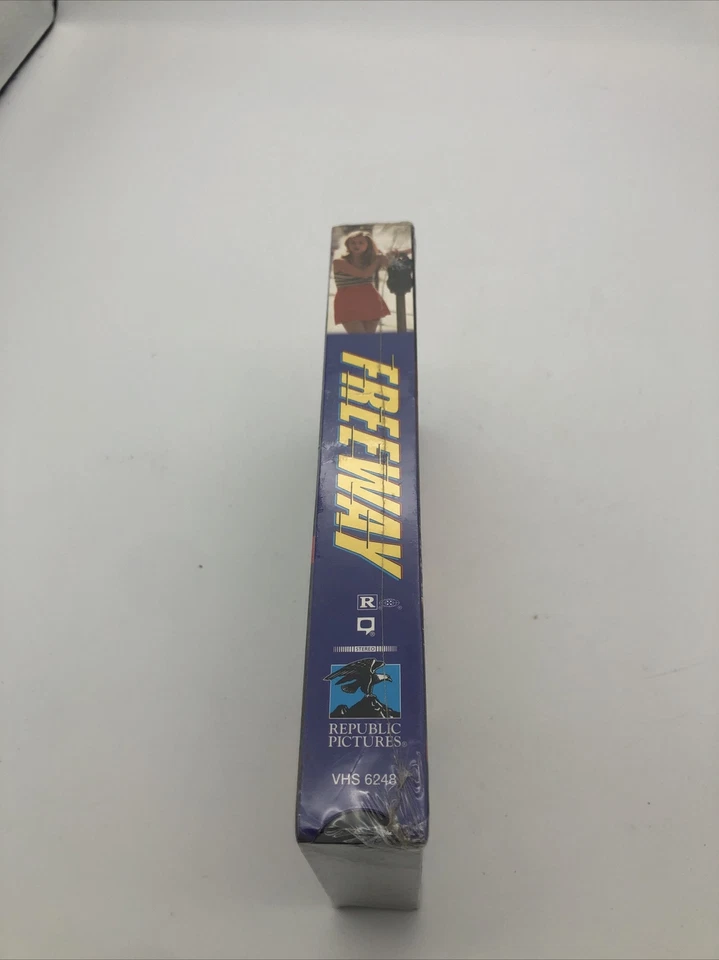 FREEWAY
R
STEREO
REPUBLIC
PICTURES®
VHS 6248